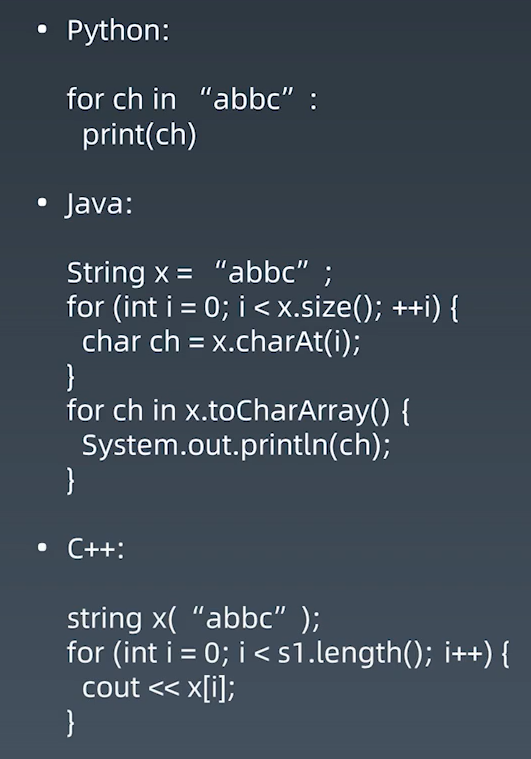 • Python:
for ch in “abbc” :
print(ch)
• Java:
String x = “abbc” ;
for (int i = 0; i < x.size(); ++i) {
char ch = x.charAt(i);
}
for ch in x.toCharArray() {
System.out.println(ch);
}
• C++:
string x( “abbc” );
for (int i = 0; i < s1.length(); i++) {
cout << x[i];
}